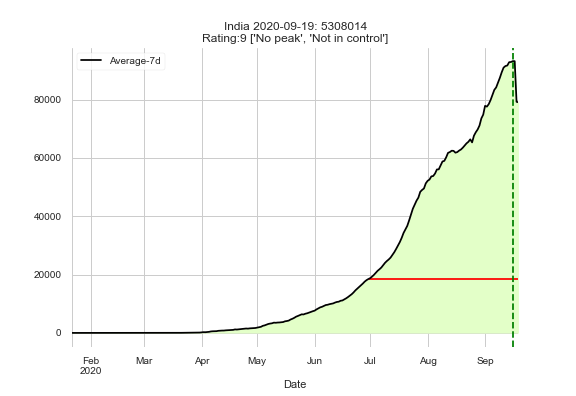 India 2020-09-19: 5308014
Rating:9 ['No peak', 'Not in control']
Average-7d
80000
60000
40000
20000
0
Feb Mar Apr May Jun Jul Aug Sep
2020
Date